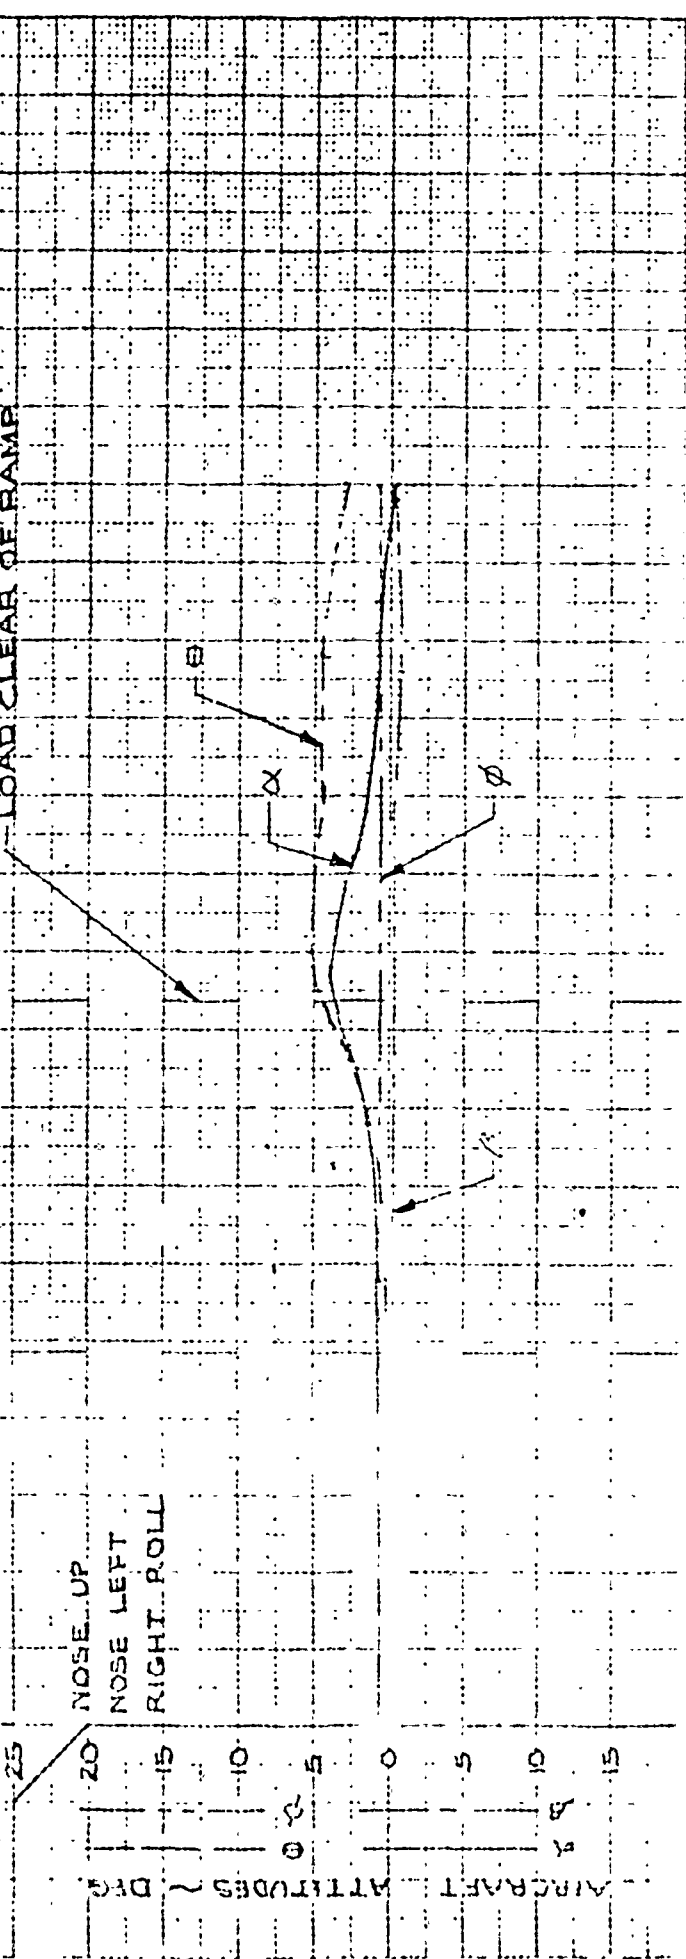 LOAD CLEAR OF RAMP
θ
α
φ
NOSE UP
NOSE LEFT
RIGHT ROLL
25
20
15
10
5
0
5
10
15
θ
AIRCRAFT ATTITUDES ~ DEG